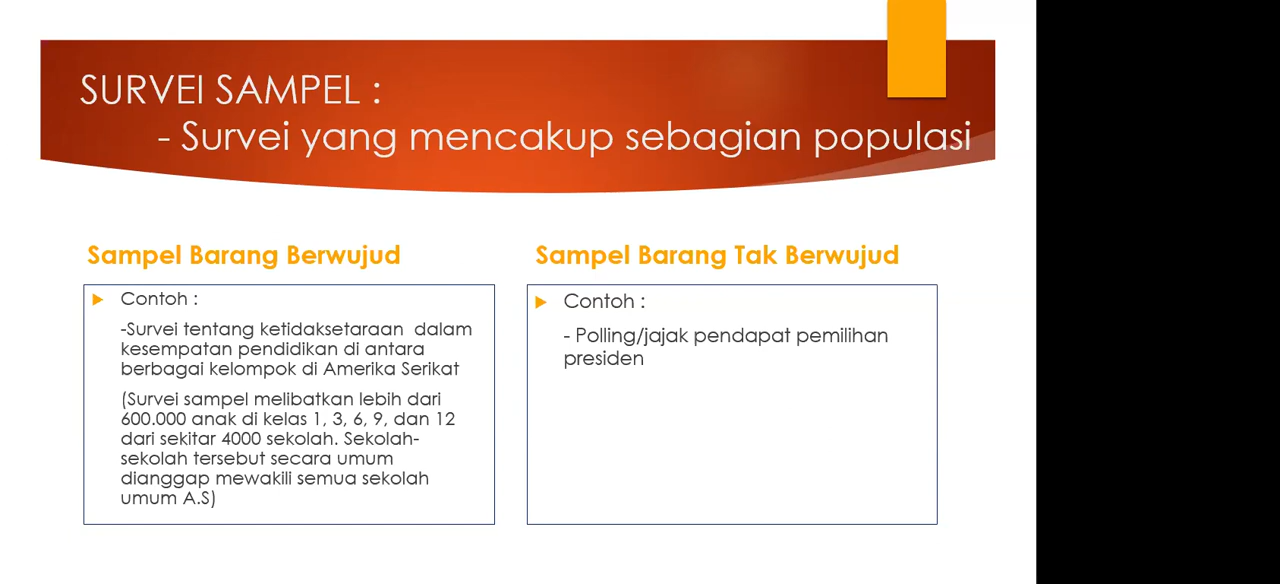 SURVEI SAMPEL :
- Survei yang mencakup sebagian populasi
Sampel Barang Berwujud
Contoh :
-Survei tentang ketidaksetaraan dalam
kesempatan pendidikan di antara
berbagai kelompok di Amerika Serikat
(Survei sampel melibatkan lebih dari
600.000 anak di kelas 1, 3, 6, 9, dan 12
dari sekitar 4000 sekolah. Sekolah-
sekolah tersebut secara umum
dianggap mewakili semua sekolah
umum A.S)
Sampel Barang Tak Berwujud
Contoh :
- Polling/jajak pendapat pemilihan
presiden